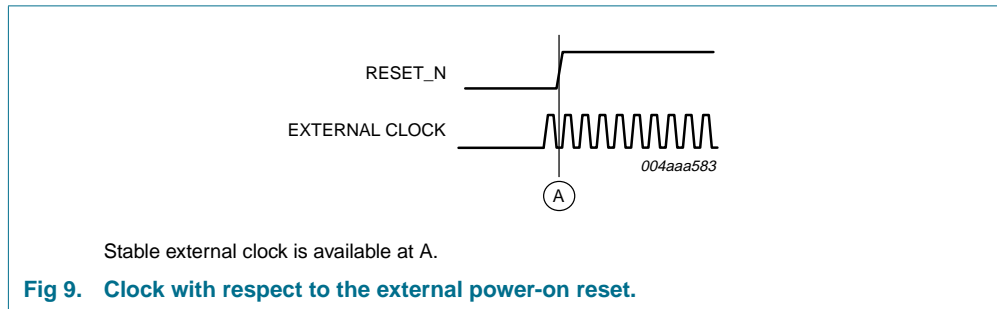 RESET_N
EXTERNAL CLOCK
004aaa583
A
Stable external clock is available at A.
Fig 9. Clock with respect to the external power-on reset.